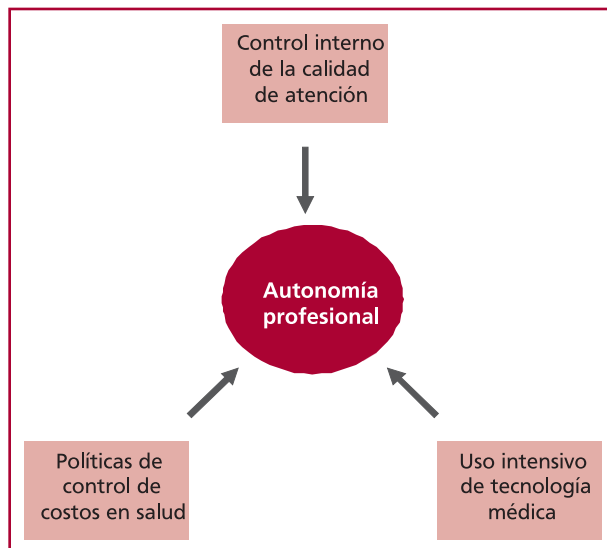 Control interno
de la calidad
de atención
Autonomía
profesional
Políticas de
control de
costos en salud
Uso intensivo
de tecnología
médica